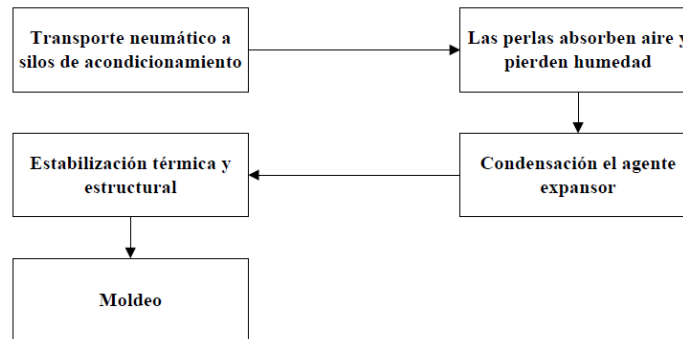 Transporte neumático a
silos de acondicionamiento
Las perlas absorben aire y
pierden humedad
Condensación el agente
expansor
Estabilización térmica y
estructural
Moldeo